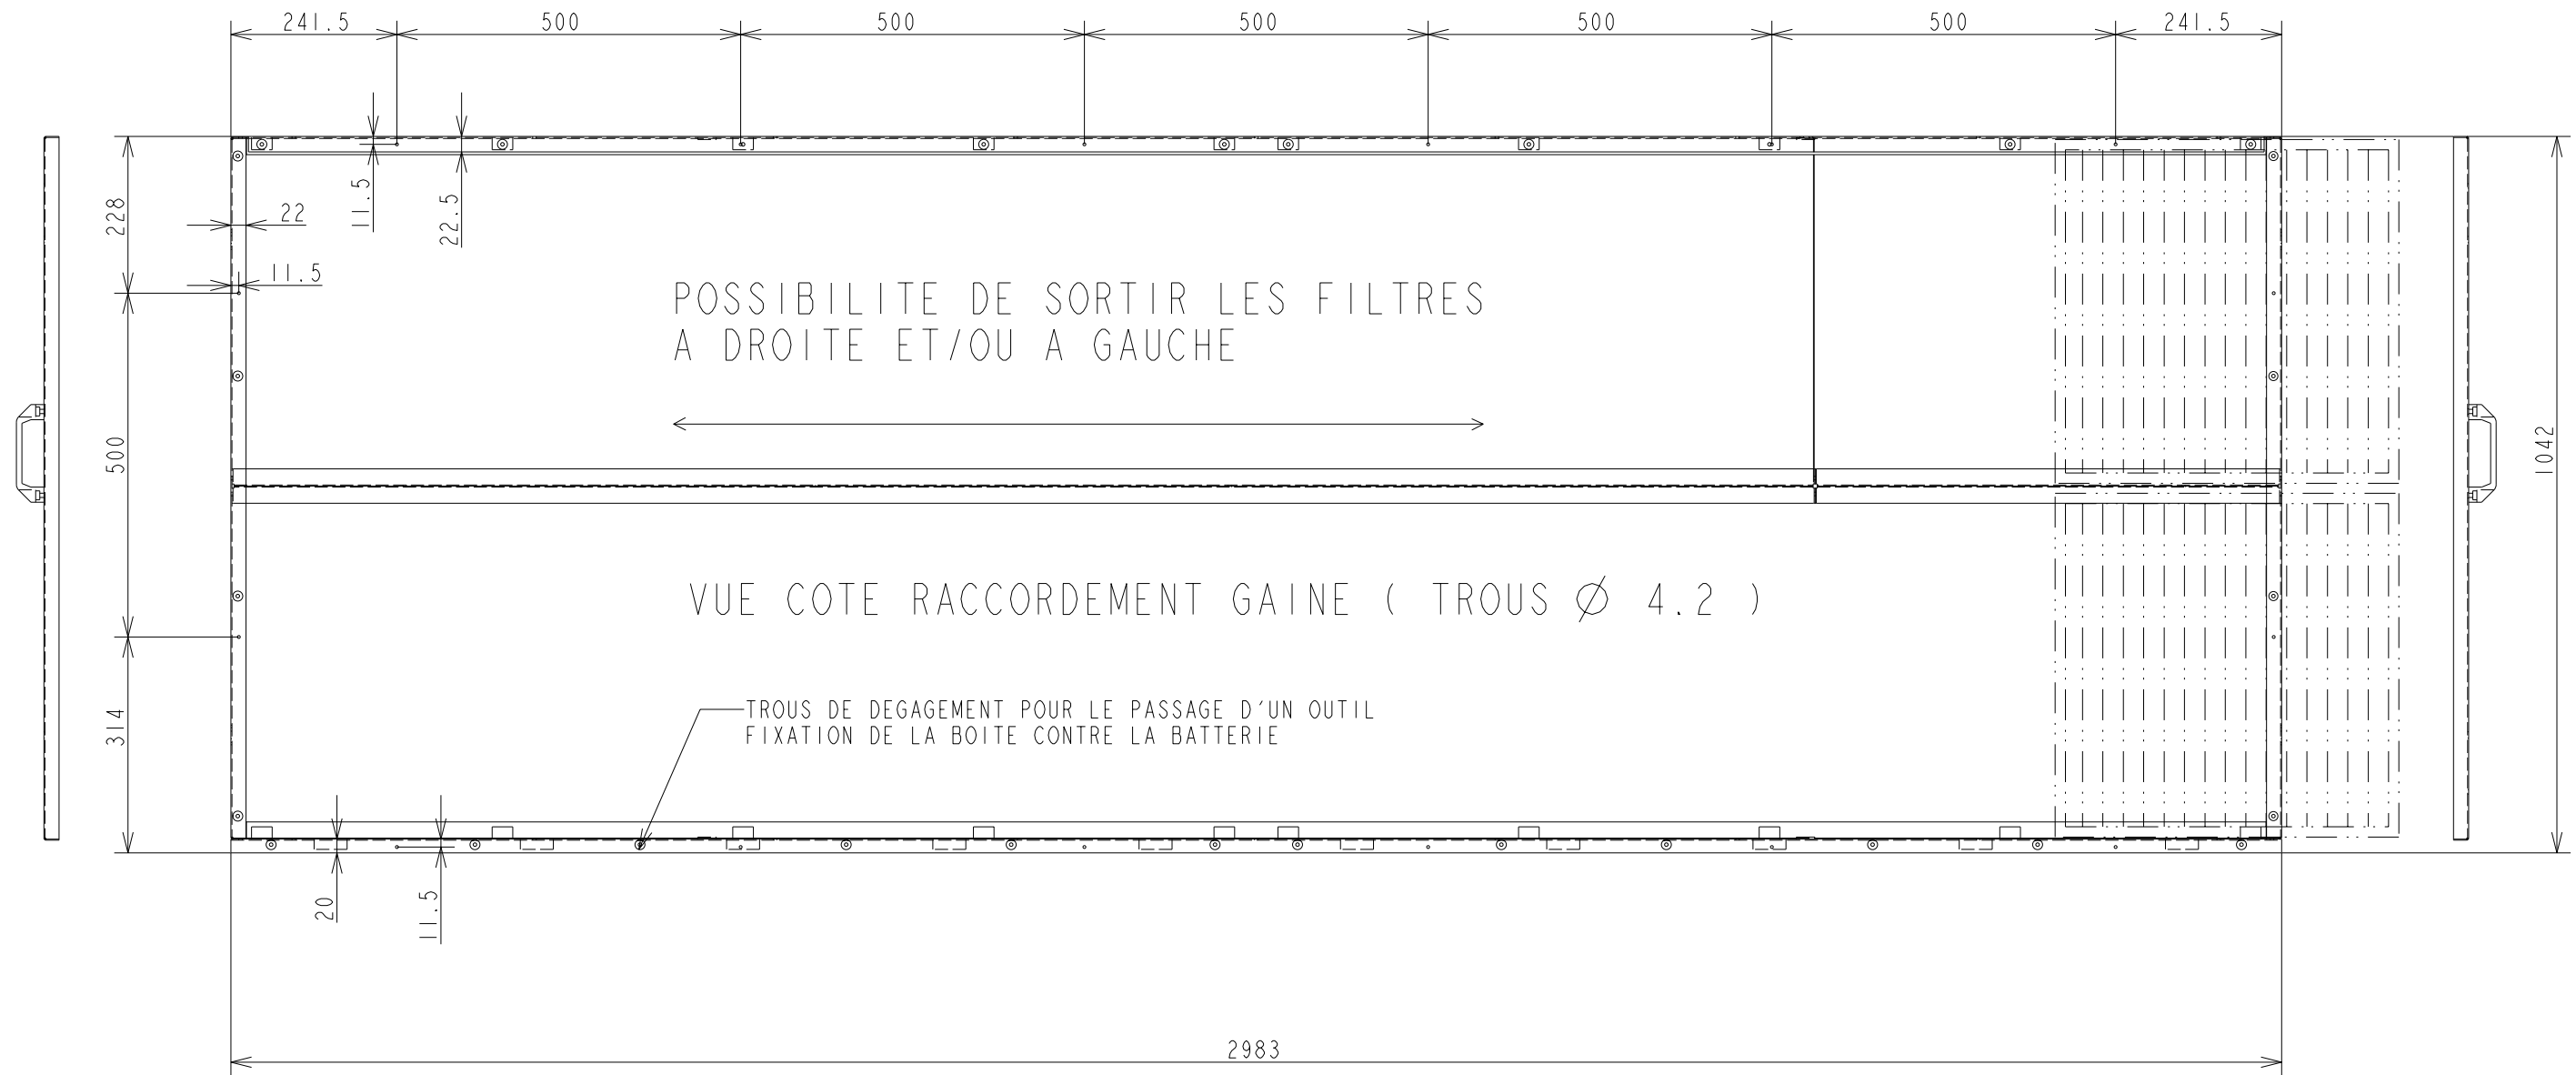 241.5 500 500 500 500 500 241.5
228
11.5
22.5
22
11.5
POSSIBILITE DE SORTIR LES FILTRES
A DROITE ET/OU A GAUCHE
500
1042
VUE COTE RACCORDEMENT GAINE ( TROUS Ø 4.2 )
314
TROUS DE DEGAGEMENT POUR LE PASSAGE D'UN OUTIL
FIXATION DE LA BOITE CONTRE LA BATTERIE
20
11.5
2983